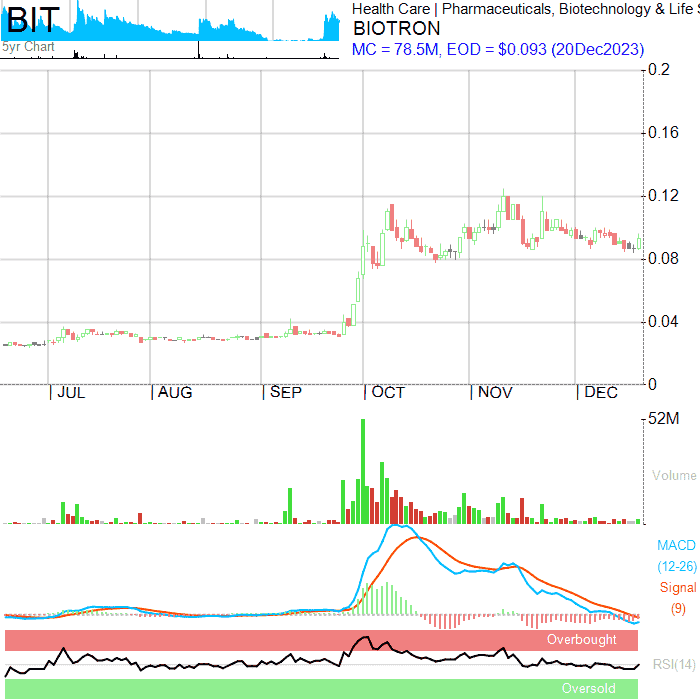 BIT
5yr Chart
Health Care | Pharmaceuticals, Biotechnology & Life S
BIOTRON
MC = 78.5M, EOD = $0.093 (20Dec2023)
0.2
0.16
0.12
0.08
0.04
0
JUL AUG SEP OCT NOV DEC
52M
Volume
MACD
(12-26)
Signal
(9)
Overbought
RSI(14)
Oversold